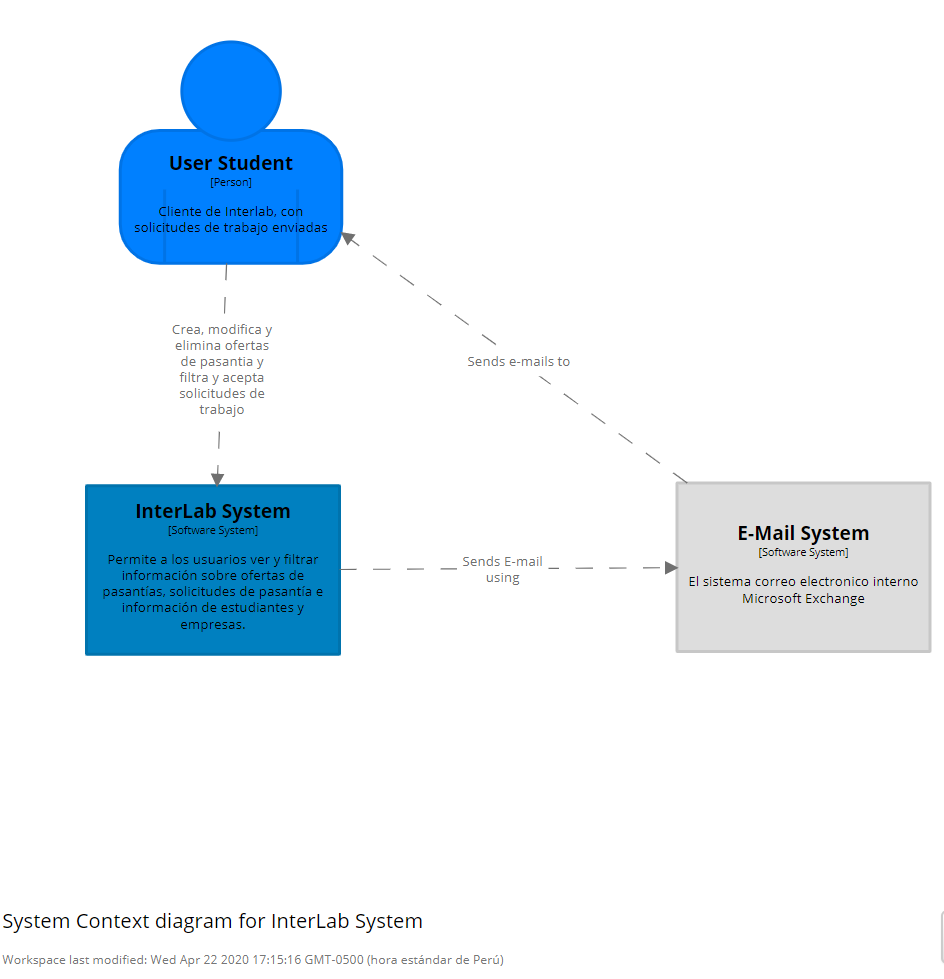 User Student
[Person]
Cliente de Interlab, con
solicitudes de trabajo enviadas
Crea, modifica y
elimina ofertas
de pasantia y
filtra y acepta
solicitudes de
trabajo
Sends e-mails to
InterLab System
[Software System]
Permite a los usuarios ver y filtrar
información sobre ofertas de
pasantías, solicitudes de pasantía e
información de estudiantes y
empresas.
Sends E-mail
using
E-Mail System
[Software System]
El sistema correo electronico interno
Microsoft Exchange
System Context diagram for InterLab System
Workspace last modified: Wed Apr 22 2020 17:15:16 GMT-0500 (hora estándar de Perú)